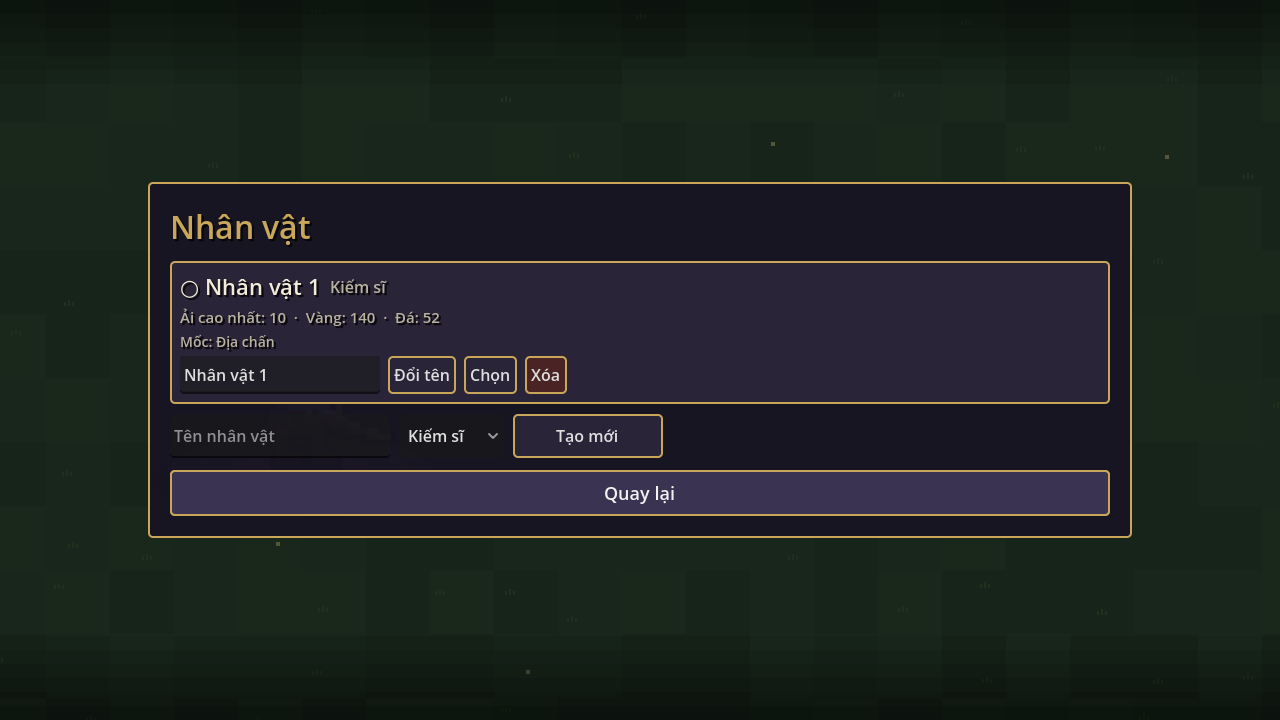 Nhân vật
○ Nhân vật 1 Kiếm sĩ
Ải cao nhất: 10 · Vàng: 140 · Đá: 52
Mốc: Địa chấn
Nhân vật 1 Đổi tên Chọn Xóa
Tên nhân vật Kiếm sĩ Tạo mới
Quay lại